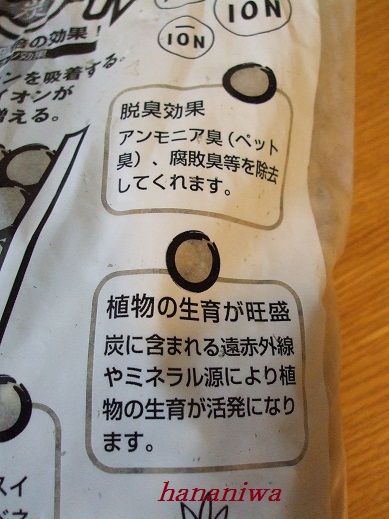 ION
ION
合の効果！
ンを吸着する
イオンが
増える。
脱臭効果
アンモニア臭（ペット
臭）、腐敗臭等を除去
してくれます。
植物の生育が旺盛
炭に含まれる遠赤外線
やミネラル源により植
物の生育が活発になり
ます。
スイ
hananiwa